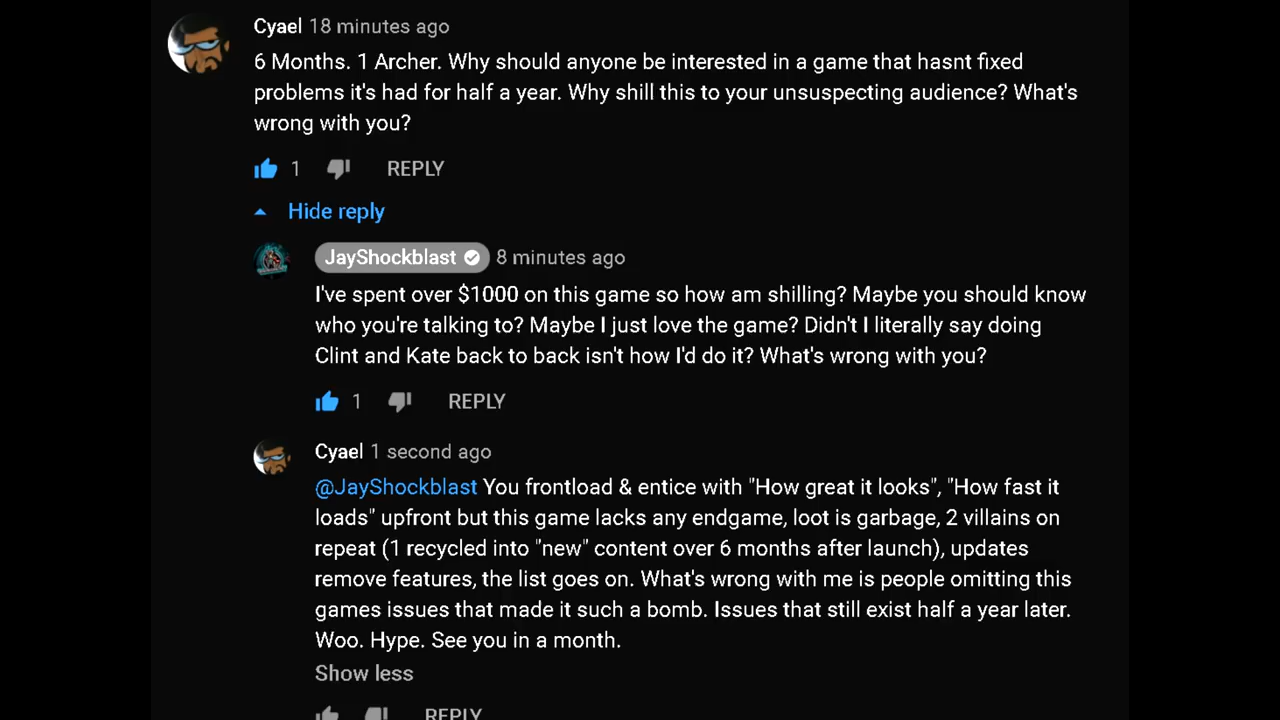 Cyael 18 minutes ago
6 Months. 1 Archer. Why should anyone be interested in a game that hasnt fixed
problems it's had for half a year. Why shill this to your unsuspecting audience? What's
wrong with you?
1 REPLY
Hide reply
JayShockblast 8 minutes ago
I've spent over $1000 on this game so how am shilling? Maybe you should know
who you're talking to? Maybe I just love the game? Didn't I literally say doing
Clint and Kate back to back isn't how I'd do it? What's wrong with you?
1 REPLY
Cyael 1 second ago
@JayShockblast You frontload & entice with "How great it looks", "How fast it
loads" upfront but this game lacks any endgame, loot is garbage, 2 villains on
repeat (1 recycled into "new" content over 6 months after launch), updates
remove features, the list goes on. What's wrong with me is people omitting this
games issues that made it such a bomb. Issues that still exist half a year later.
Woo. Hype. See you in a month.
Show less
REPLY